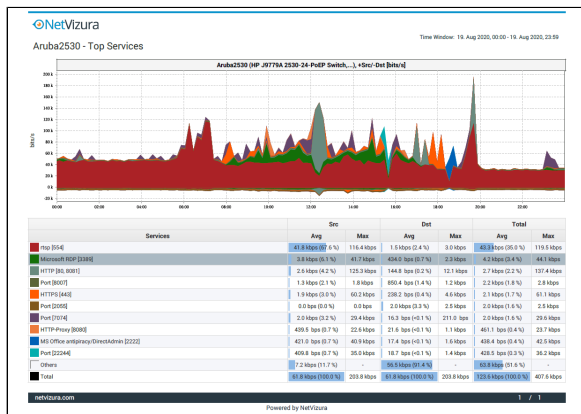 NetVizura
Time Window: 19. Aug 2020, 00:00 - 19. Aug 2020, 23:59
Aruba2530 - Top Services
Aruba2530 (HP J9779A 2530-24-PoEP Switch,...), +Src/-Dst [bits/s]
200 k
180 k
160 k
140 k
120 k
100 k
80 k
60 k
40 k
20 k
0 k
-20 k
bits/s
00:00 02:00 04:00 06:00 08:00 10:00 12:00 14:00 16:00 18:00 20:00 22:00
Src Dst Total
Services Avg Max Avg Max Avg Max
rtsp [554] 41.8 kbps (67.6 %) 116.4 kbps 1.5 kbps (2.4 %) 3.0 kbps 43.3 kbps (35.0 %) 119.5 kbps
Microsoft RDP [3389] 3.8 kbps (6.1 %) 41.7 kbps 434.0 bps (0.7 %) 2.3 kbps 4.2 kbps (3.4 %) 44.1 kbps
HTTP [80, 8081] 2.6 kbps (4.2 %) 125.3 kbps 144.8 bps (0.2 %) 12.1 kbps 2.7 kbps (2.2 %) 137.4 kbps
Port [8007] 1.3 kbps (2.1 %) 1.8 kbps 850.4 bps (1.4 %) 1.2 kbps 2.2 kbps (1.8 %) 2.8 kbps
HTTPS [443] 1.9 kbps (3.0 %) 60.2 kbps 238.2 bps (0.4 %) 4.6 kbps 2.1 kbps (1.7 %) 61.1 kbps
Port [2055] 0.0 bps (0.0 %) 0.0 bps 2.0 kbps (3.3 %) 2.5 kbps 2.0 kbps (1.6 %) 2.5 kbps
Port [7074] 2.0 kbps (3.2 %) 29.4 kbps 16.3 bps (<0.1 %) 211.0 bps 2.0 kbps (1.6 %) 29.6 kbps
HTTP-Proxy [8080] 439.5 bps (0.7 %) 22.6 kbps 21.6 bps (<0.1 %) 1.1 kbps 461.1 bps (0.4 %) 23.7 kbps
MS Office antipiracy/DirectAdmin [2222] 421.0 bps (0.7 %) 40.9 kbps 17.4 bps (<0.1 %) 1.6 kbps 438.4 bps (0.4 %) 42.5 kbps
Port [22244] 409.8 bps (0.7 %) 35.0 kbps 18.7 bps (<0.1 %) 1.4 kbps 428.5 bps (0.3 %) 36.2 kbps
Others 7.2 kbps (11.7 %) - 56.5 kbps (91.4 %) - 63.8 kbps (51.6 %) -
Total 61.8 kbps (100.0 %) 203.8 kbps 61.8 kbps (100.0 %) 203.8 kbps 123.6 kbps (100.0 %) 407.6 kbps
netvizura.com 1 / 1
Powered by NetVizura